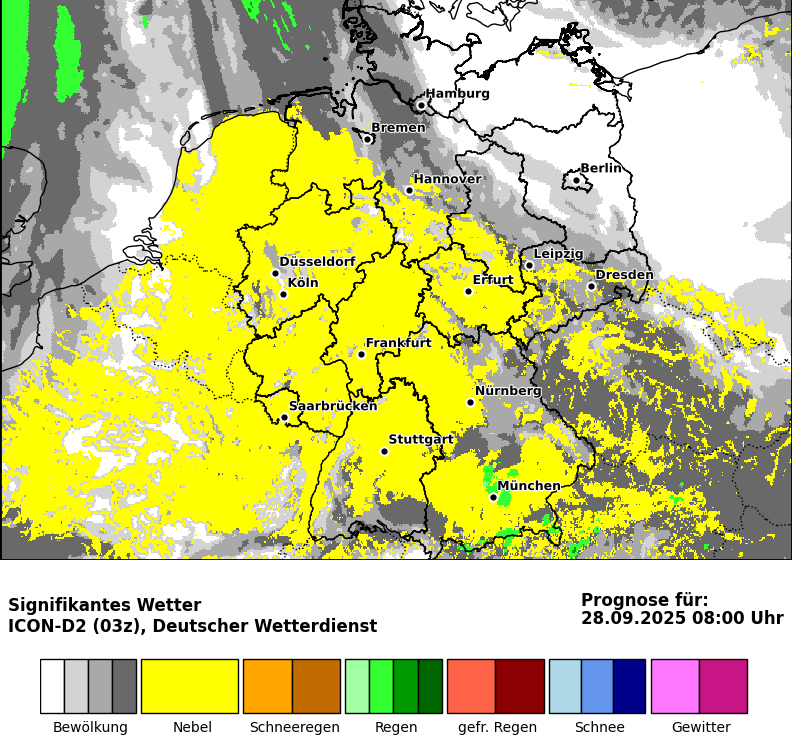 Hamburg
Bremen
Berlin
Hannover
Leipzig
Düsseldorf
Dresden
Köln
Erfurt
Frankfurt
Nürnberg
Saarbrücken
Stuttgart
München
Signifikantes Wetter
ICON-D2 (03z), Deutscher Wetterdienst
Prognose für:
28.09.2025 08:00 Uhr
Bewölkung Nebel Schneeregen Regen gefr. Regen Schnee Gewitter